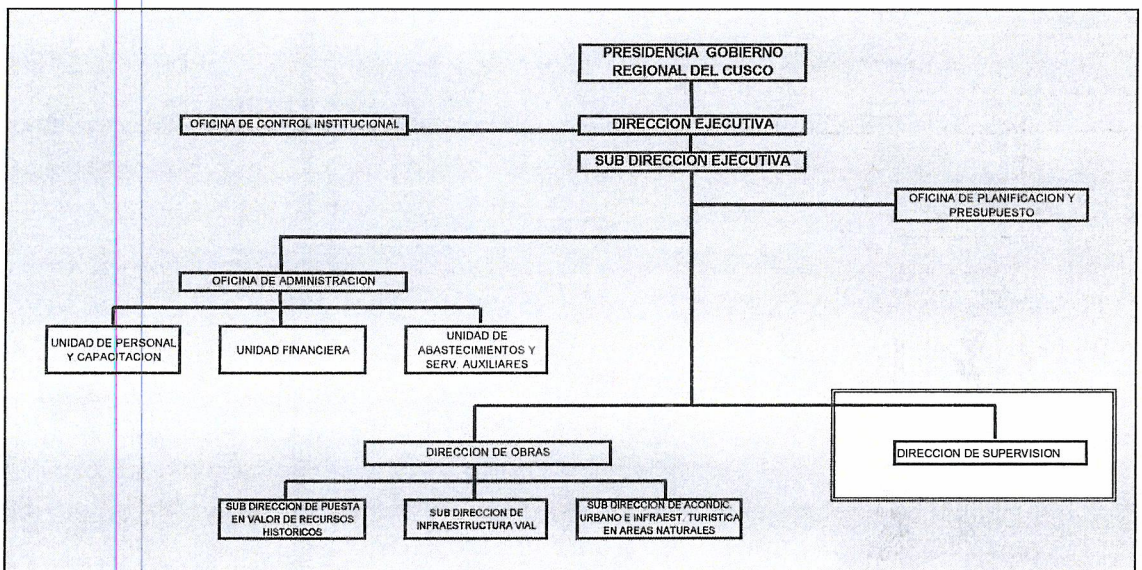 PRESIDENCIA GOBIERNO
REGIONAL DEL CUSCO
OFICINA DE CONTROL INSTITUCIONAL
DIRECCION EJECUTIVA
SUB DIRECCION EJECUTIVA
OFICINA DE PLANIFICACION Y
PRESUPUESTO
OFICINA DE ADMINISTRACION
UNIDAD DE PERSONAL
Y CAPACITACION
UNIDAD FINANCIERA
UNIDAD DE
ABASTECIMIENTOS Y
SERV. AUXILIARES
DIRECCION DE OBRAS
DIRECCION DE SUPERVISION
SUB DIRECCION DE PUESTA
EN VALOR DE RECURSOS
HISTORICOS
SUB DIRECCION DE
INFRAESTRUCTURA VIAL
SUB DIRECCION DE ACONDIC.
URBANO E INFRAEST. TURISTICA
EN AREAS NATURALES